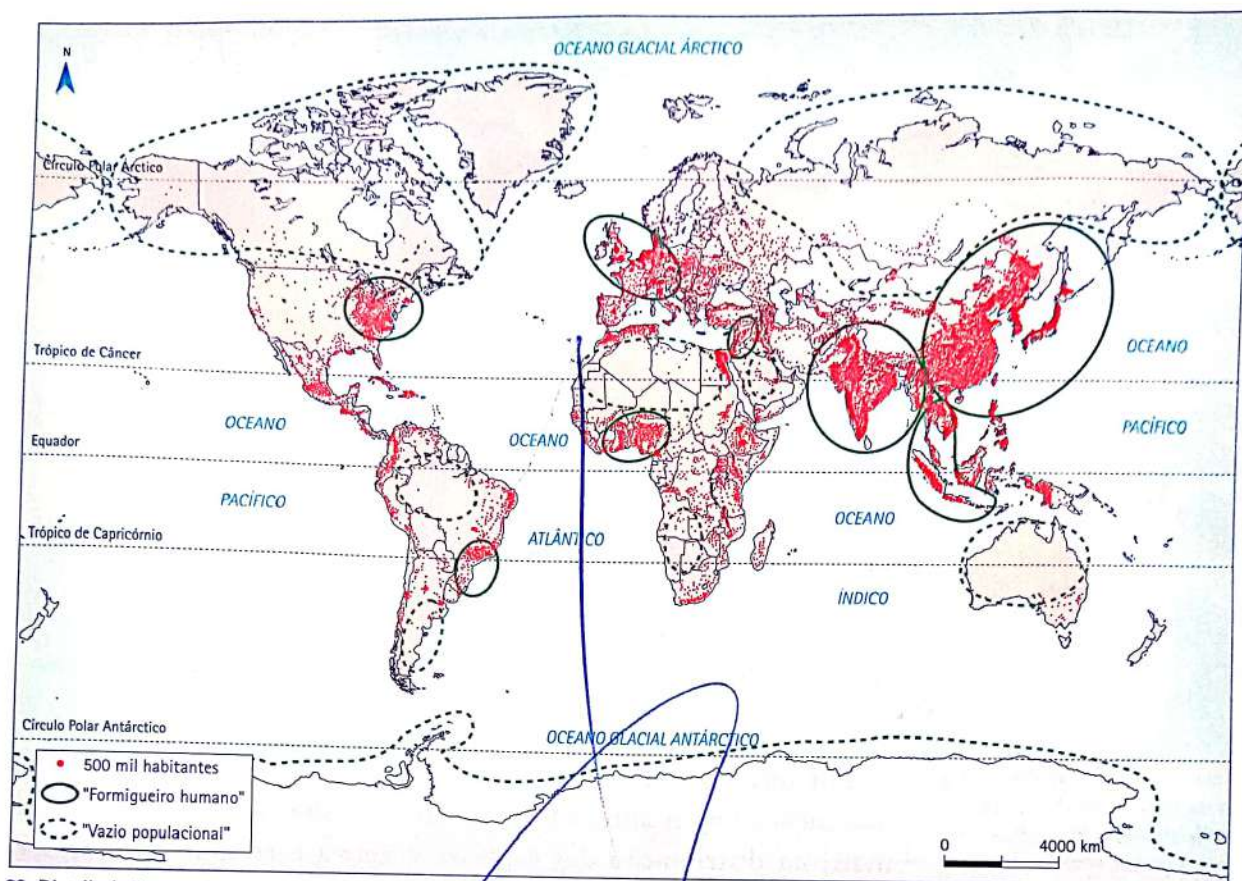 OCEANO GLACIAL ÁRCTICO
N
Círculo Polar Árctico
Trópico de Câncer
OCEANO
OCEANO
OCEANO
PACÍFICO
Equador
PACÍFICO
OCEANO
Trópico de Capricórnio
ATLÂNTICO
ÍNDICO
Círculo Polar Antárctico
OCEANO GLACIAL ANTÁRCTICO
500 mil habitantes
"Formigueiro humano"
"Vazio populacional"
0 4000 km